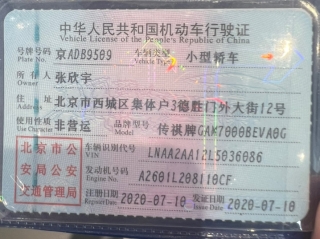 中华人民共和国机动车行驶证
Vehicle License of the People's Republic of China
号牌号码 京ADB9509 车辆类型 小型轿车
Plate No. Vehicle Type
所有人 张欣宇
Owner
住址 北京市西城区集体户3德胜门外大街12号
Address
使用性质 非营运 品牌型号 传祺牌GAM7000BEVA0G
Use Character Model
北京市公 车辆识别代号 LNAA2AA12L5036086
安局公安 VIN
交通管理局 发动机号码 A2601L208110CF
Engine No.
注册日期 2020-07-10 发证日期 2020-07-10
Register Date Issue Date